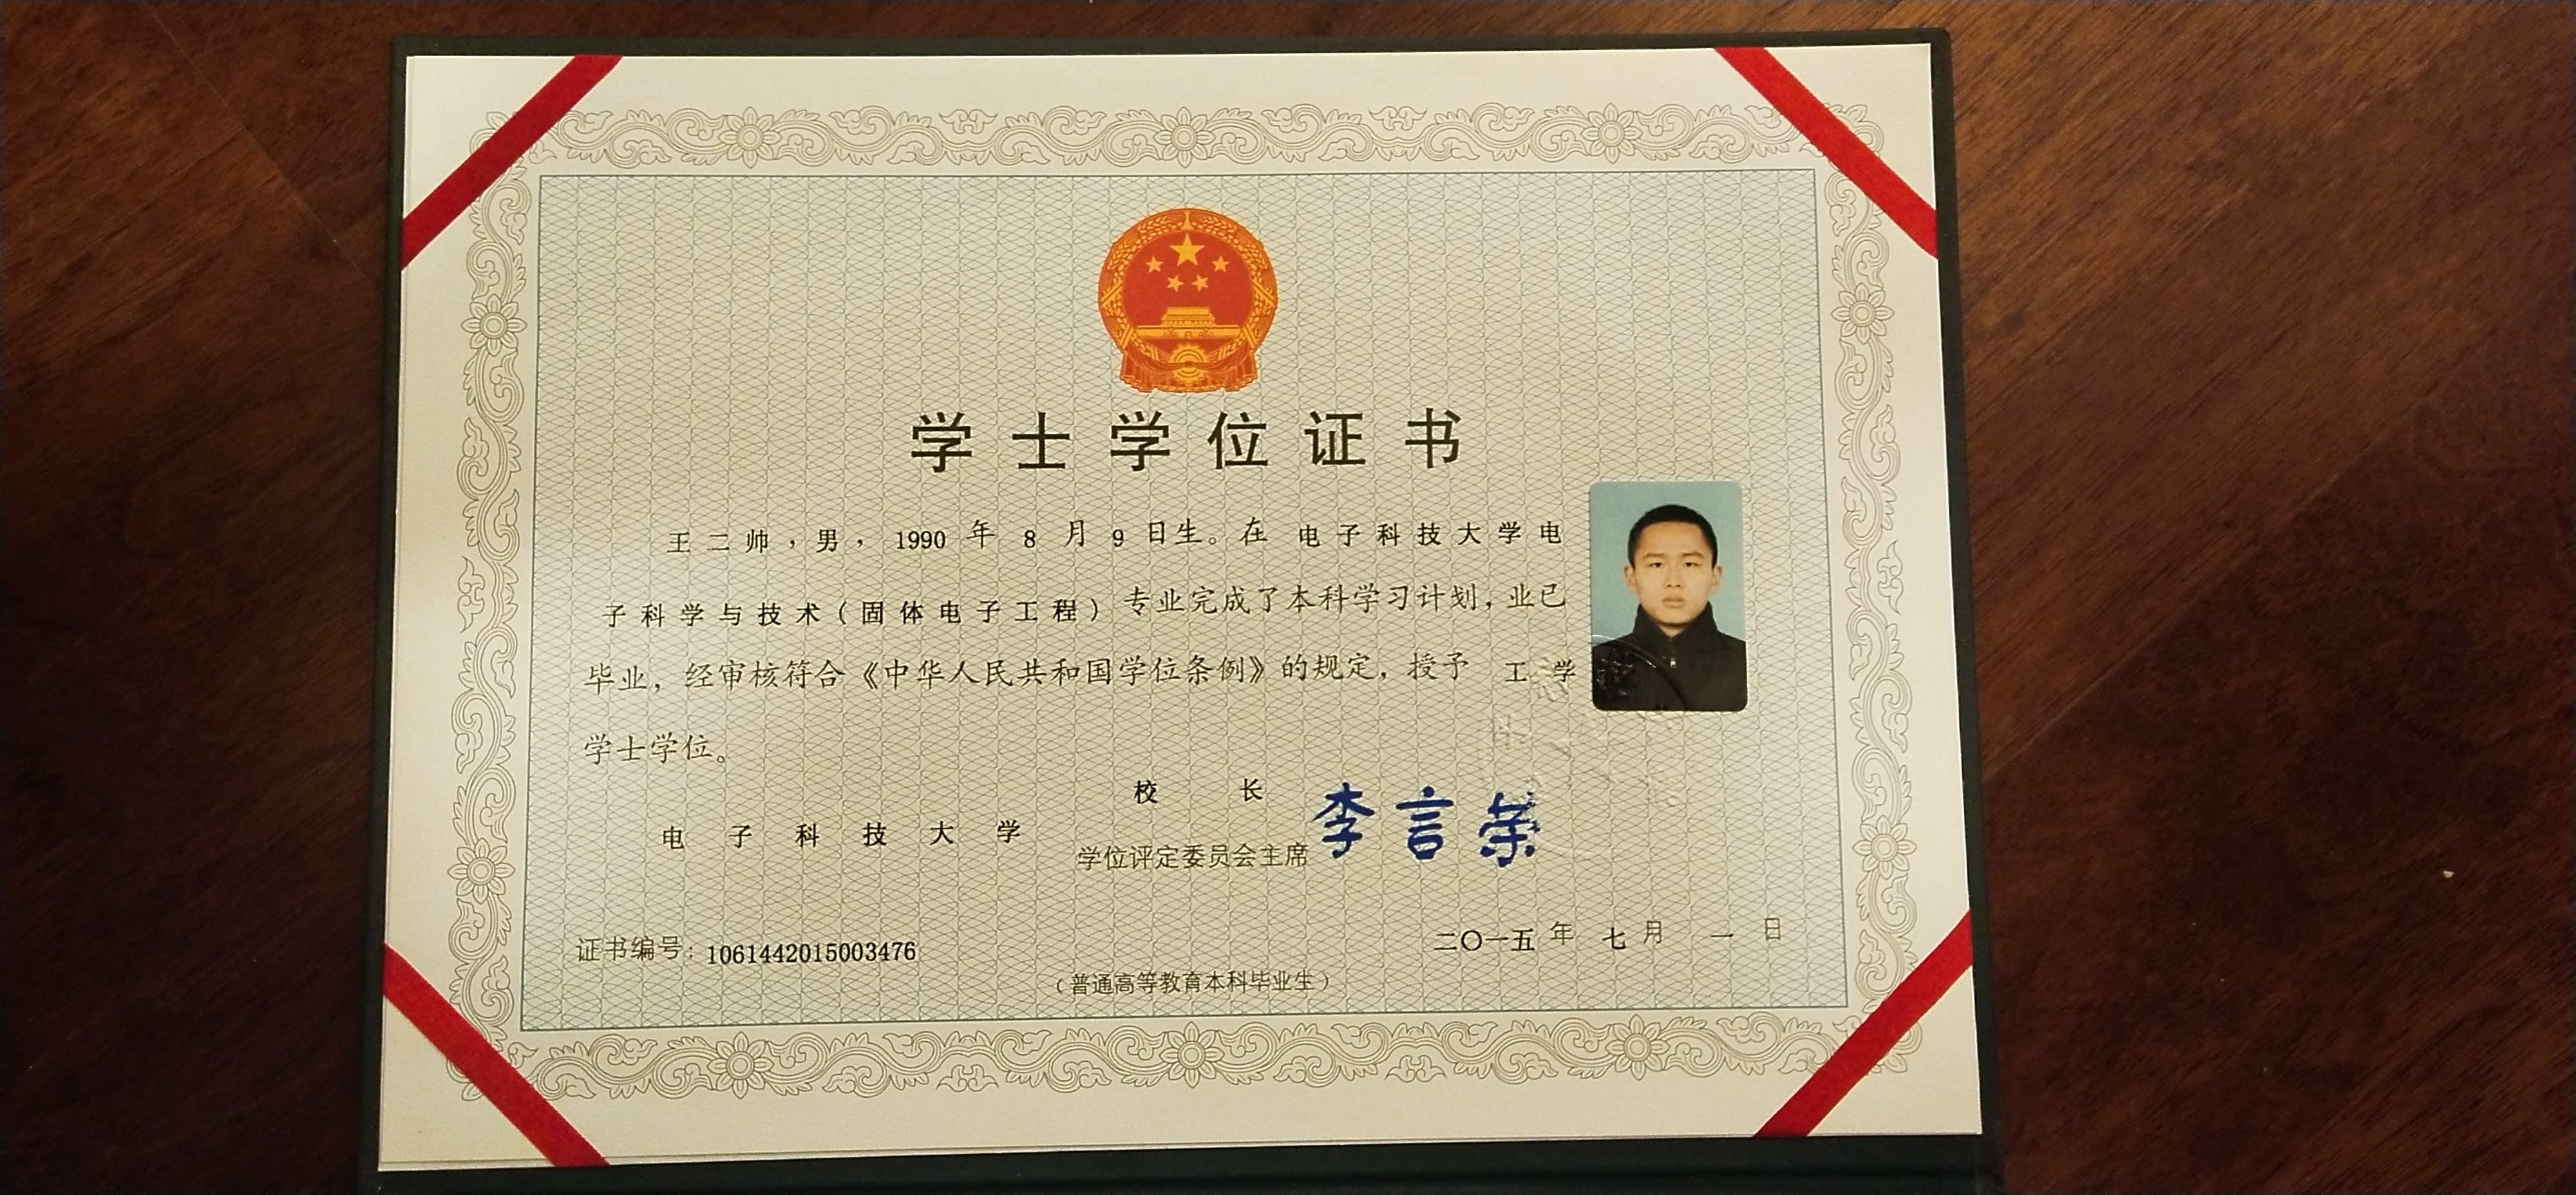 学士学位证书
王二帅，男，1990年8月9日生。在电子科技大学电
子科学与技术(固体电子工程)专业完成了本科学习计划，业已
毕业，经审核符合《中华人民共和国学位条例》的规定，授予 工学
学士学位。
校长
李言荣
电子科技大学
学位评定委员会主席
证书编号：1061442015003476
二〇一五年七月一日
（普通高等教育本科毕业生）